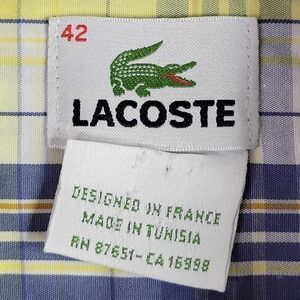 42
LACOSTE
DESIGNED IN FRANCE
MADE IN TUNISIA
RN 87651-CA 16998